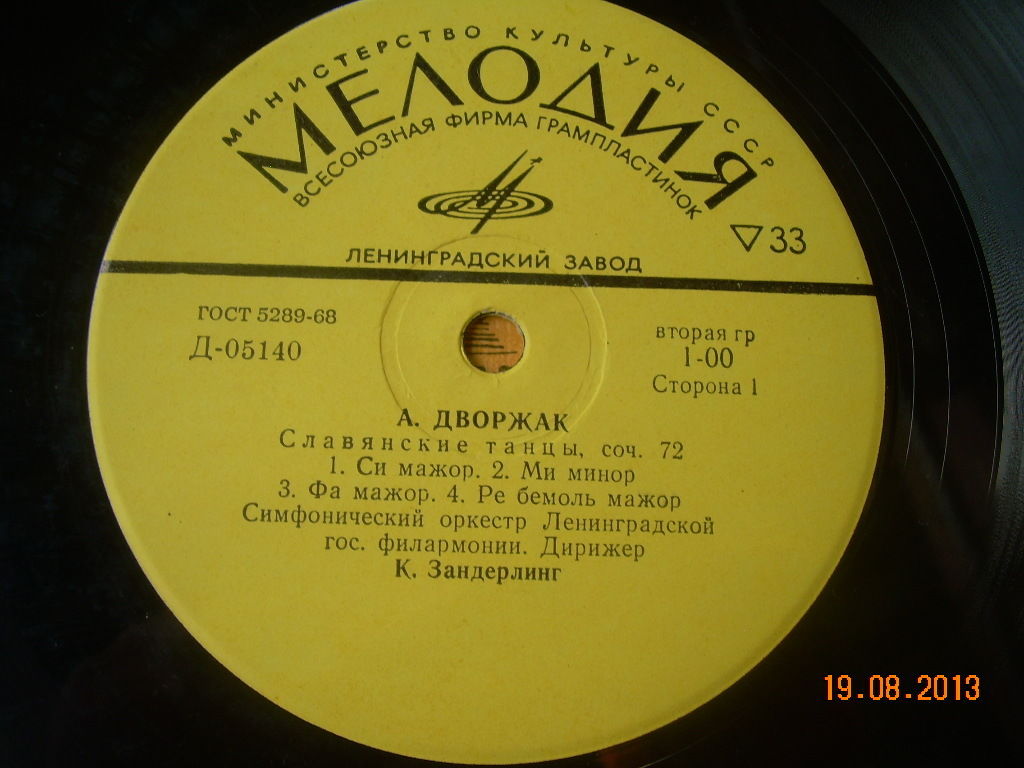 МИНИСТЕРСТВО КУЛЬТУРЫ СССР
МЕЛОДИЯ
ВСЕСОЮЗНАЯ ФИРМА ГРАМПЛАСТИНОК
▽33
ЛЕНИНГРАДСКИЙ ЗАВОД
ГОСТ 5289-68
Д-05140
вторая гр
1-00
Сторона 1
А. ДВОРЖАК
Славянские танцы, соч. 72
1. Си мажор. 2. Ми минор
3. Фа мажор. 4. Ре бемоль мажор
Симфонический оркестр Ленинградской
гос. филармонии. Дирижер
К. Зандерлинг
19.08.2013